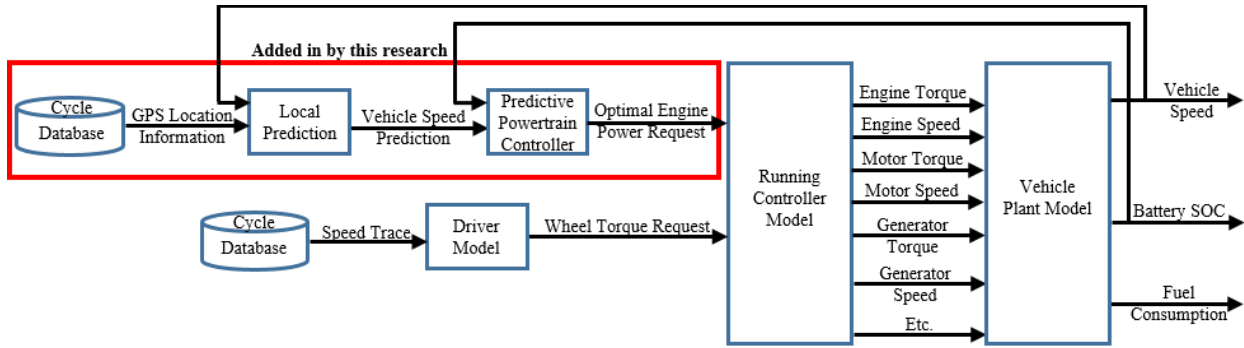 Added in by this research
Cycle
Database
GPS Location
Information
Local
Prediction
Vehicle Speed
Prediction
Predictive
Powertrain
Controller
Optimal Engine
Power Request
Cycle
Database
Speed Trace
Driver
Model
Wheel Torque Request
Running
Controller
Model
Engine Torque
Engine Speed
Motor Torque
Motor Speed
Generator
Torque
Generator
Speed
Etc.
Vehicle
Plant Model
Vehicle
Speed
Battery SOC
Fuel
Consumption